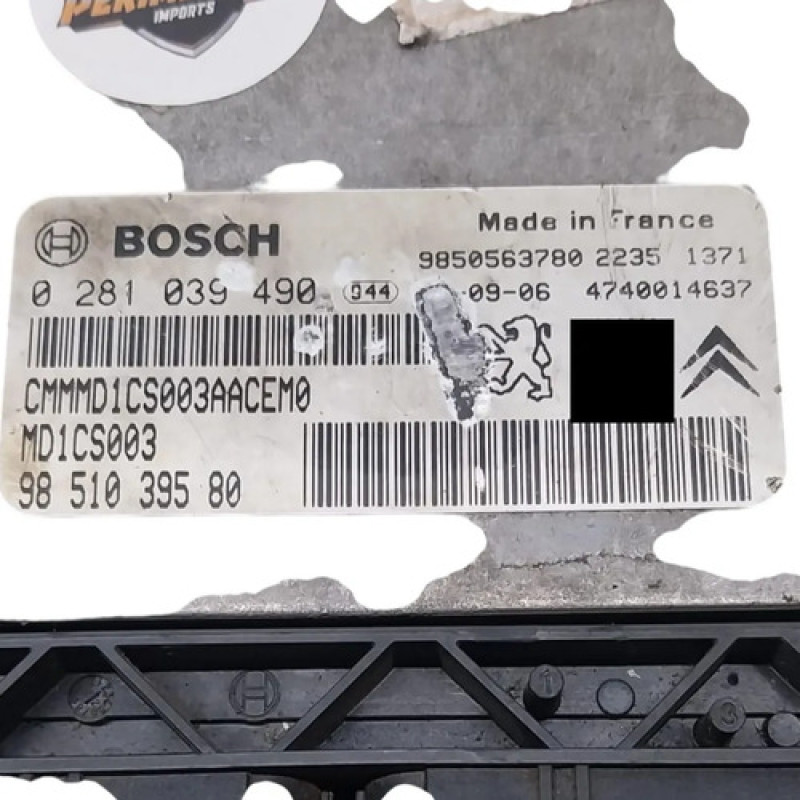 IMPORTS
BOSCH
Made in France
9850563780 2235 1371
0 281 039 490 944
-09-06 4740014637
CMMMD1CS003AACEM0
MD1CS003
98 510 395 80